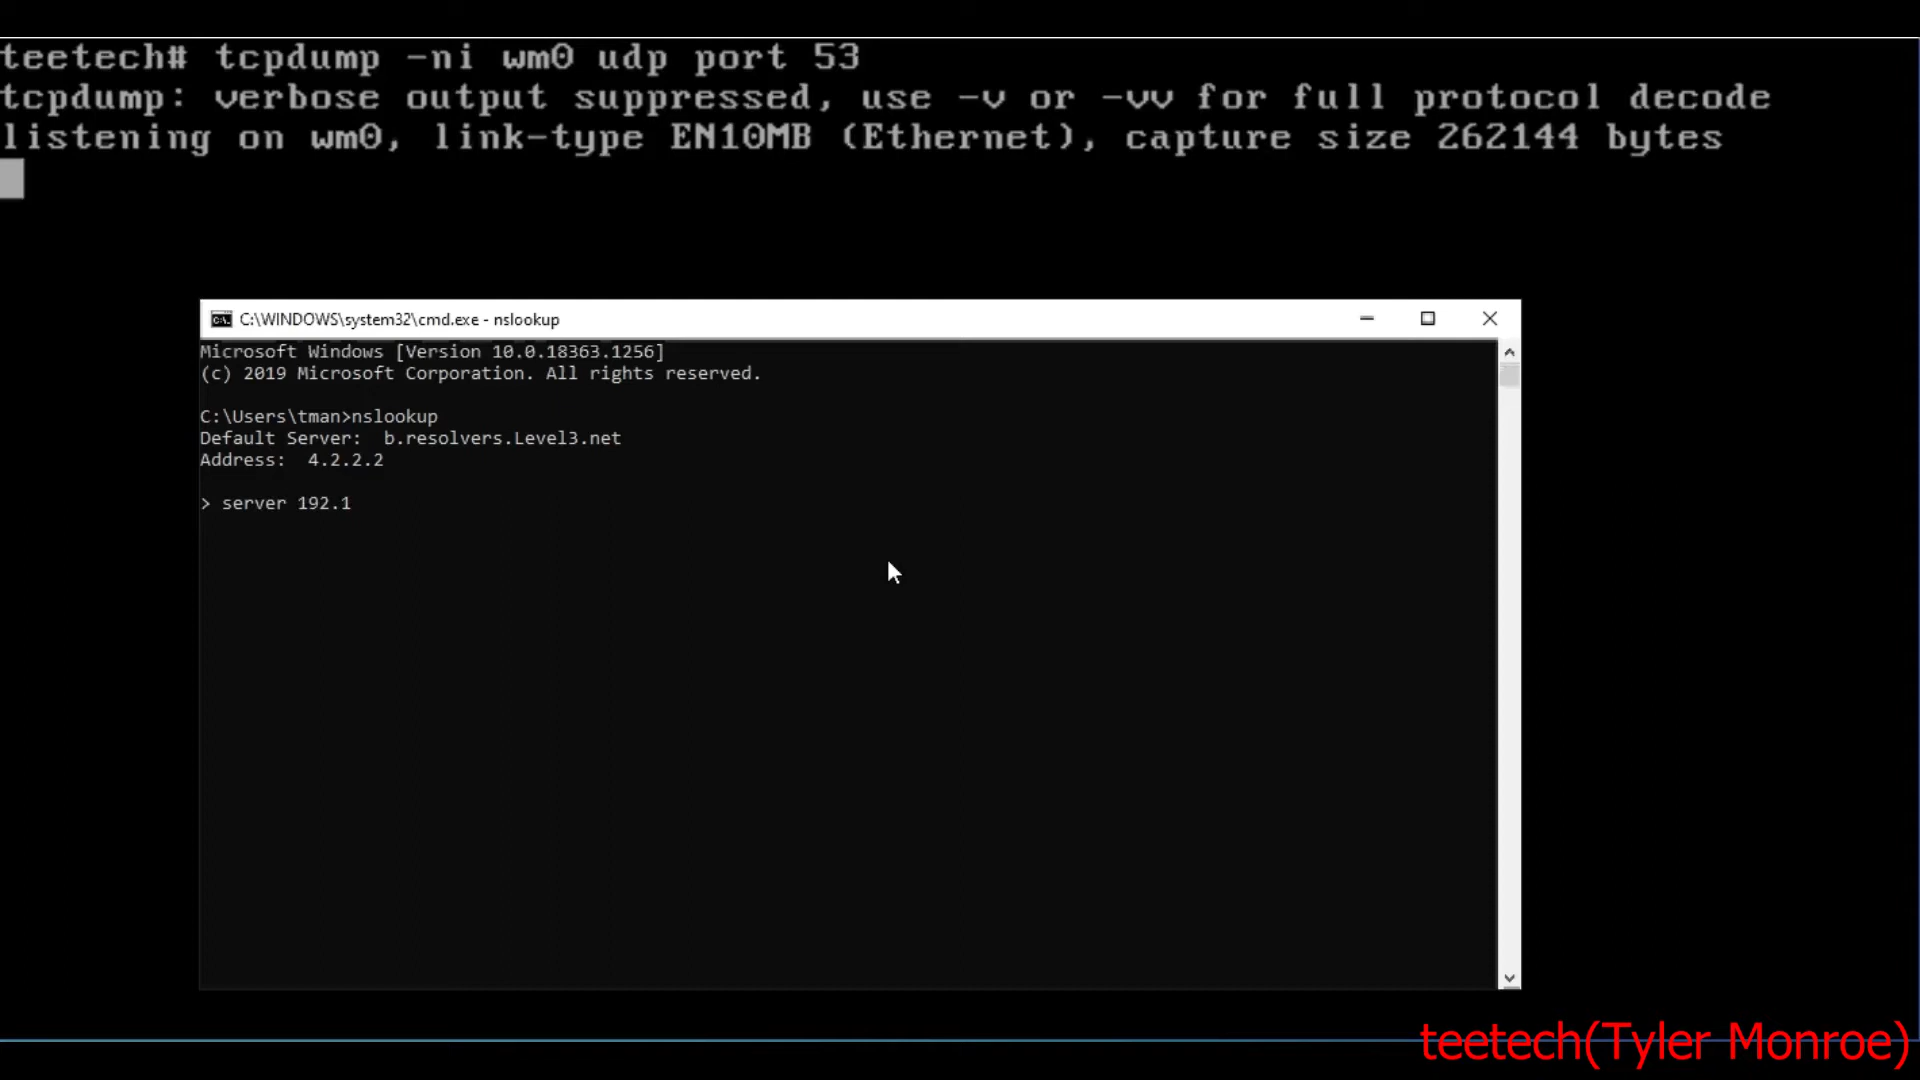 teetech# tcpdump -ni wm0 udp port 53
tcpdump: verbose output suppressed, use -v or -vv for full protocol decode
listening on wm0, link-type EN10MB (Ethernet), capture size 262144 bytes
C:\WINDOWS\system32\cmd.exe - nslookup
Microsoft Windows [Version 10.0.18363.1256]
(c) 2019 Microsoft Corporation. All rights reserved.
C:\Users\tman>nslookup
Default Server:  b.resolvers.Level3.net
Address:  4.2.2.2
> server 192.1
teetech(Tyler Monroe)